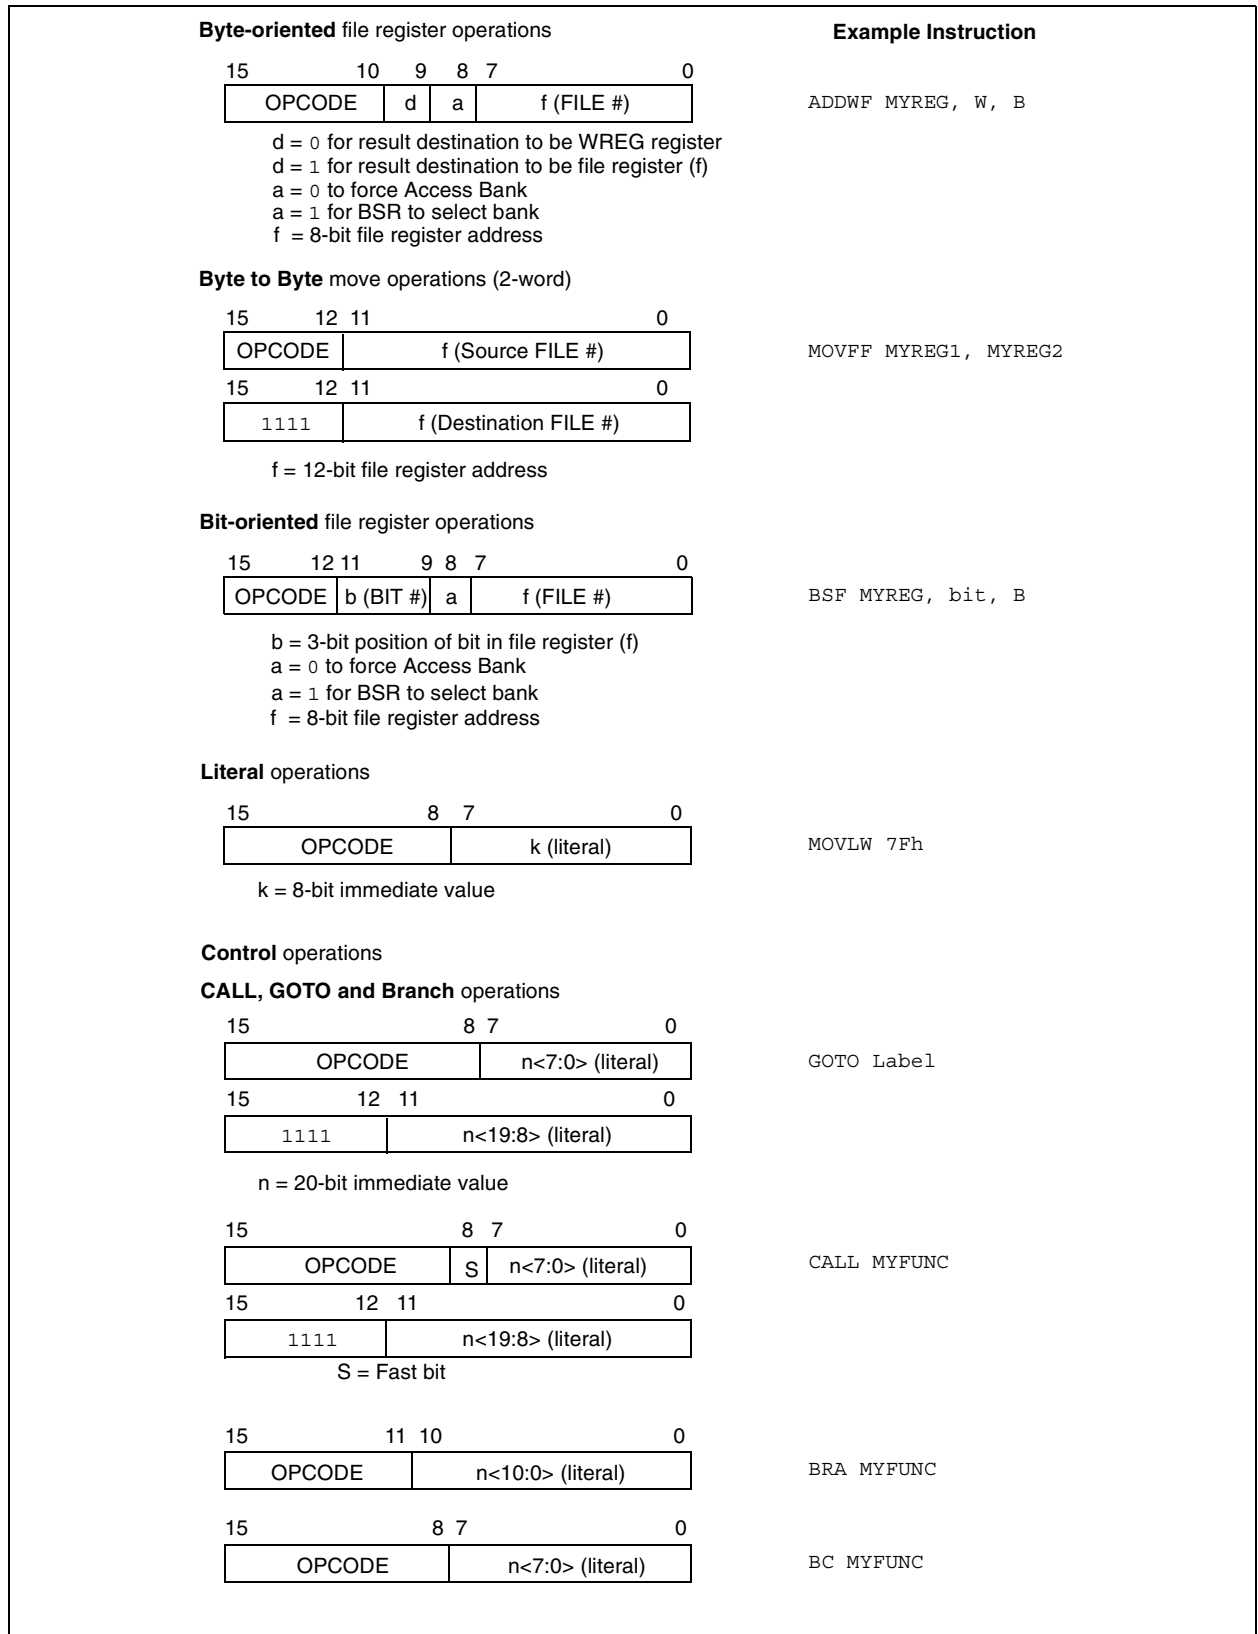 Byte-oriented file register operations
Example Instruction
15 10 9 8 7 0
OPCODE d a f (FILE #)
ADDWF MYREG, W, B
d = 0 for result destination to be WREG register
d = 1 for result destination to be file register (f)
a = 0 to force Access Bank
a = 1 for BSR to select bank
f = 8-bit file register address
Byte to Byte move operations (2-word)
15 12 11 0
OPCODE f (Source FILE #)
MOVFF MYREG1, MYREG2
15 12 11 0
1111 f (Destination FILE #)
f = 12-bit file register address
Bit-oriented file register operations
15 12 11 9 8 7 0
OPCODE b (BIT #) a f (FILE #)
BSF MYREG, bit, B
b = 3-bit position of bit in file register (f)
a = 0 to force Access Bank
a = 1 for BSR to select bank
f = 8-bit file register address
Literal operations
15 8 7 0
OPCODE k (literal)
MOVLW 7Fh
k = 8-bit immediate value
Control operations
CALL, GOTO and Branch operations
15 8 7 0
OPCODE n<7:0> (literal)
GOTO Label
15 12 11 0
1111 n<19:8> (literal)
n = 20-bit immediate value
15 8 7 0
OPCODE S n<7:0> (literal)
CALL MYFUNC
15 12 11 0
1111 n<19:8> (literal)
S = Fast bit
15 11 10 0
OPCODE n<10:0> (literal)
BRA MYFUNC
15 8 7 0
OPCODE n<7:0> (literal)
BC MYFUNC